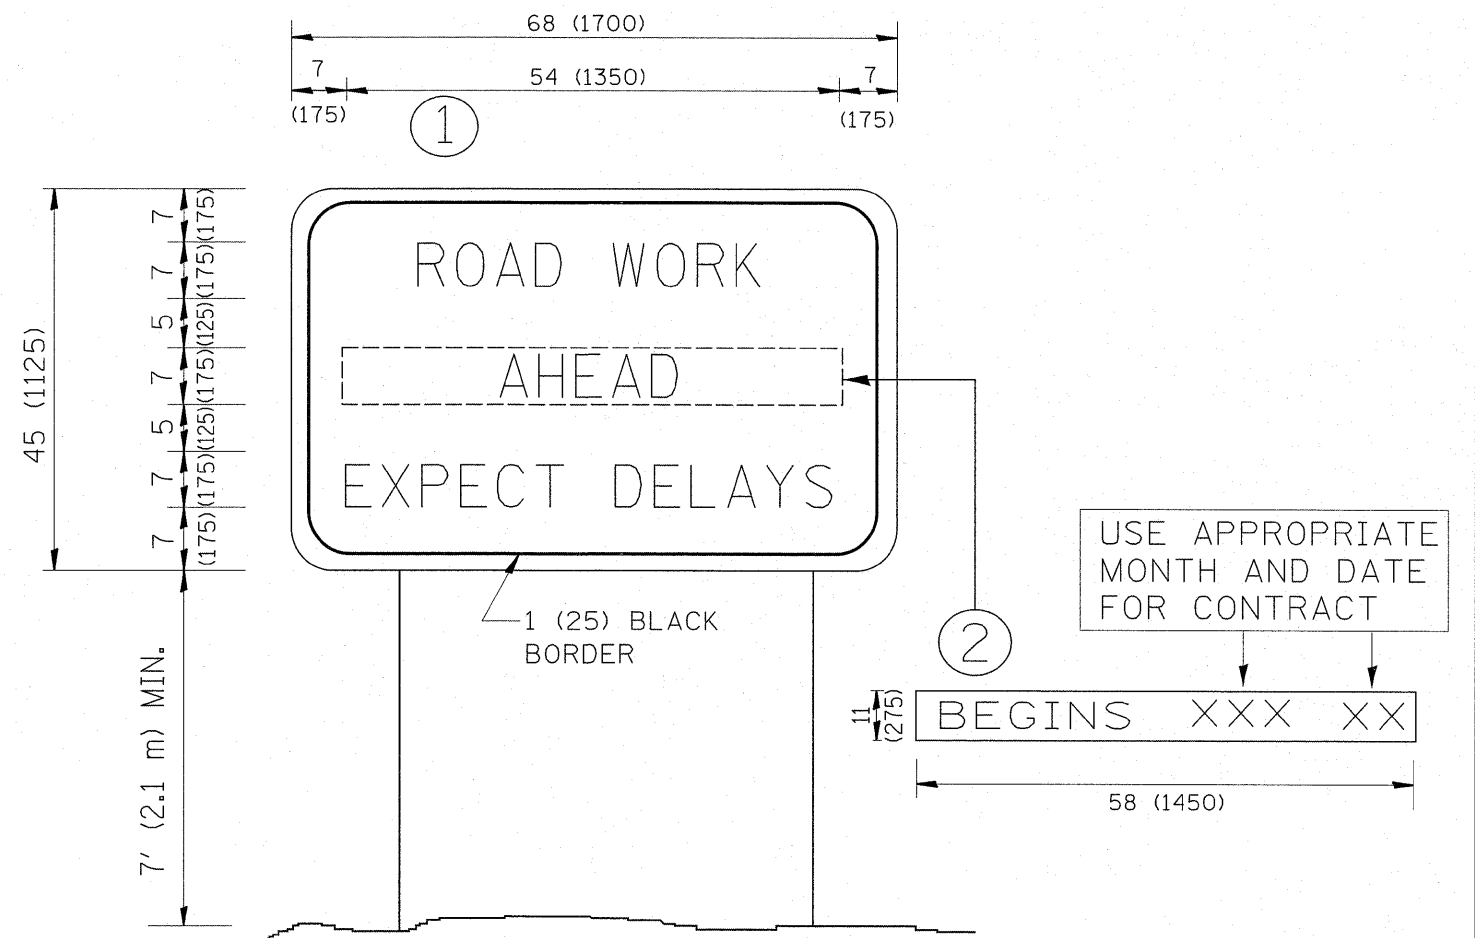 68 (1700)
7
54 (1350)
7
(175)
(175)
1
45 (1125)
7
(175)
7
(175)
5
(125)
7
(175)
5
(125)
7
(175)
7
(175)
ROAD WORK
AHEAD
EXPECT DELAYS
1 (25) BLACK
BORDER
7' (2.1 m) MIN.
2
USE APPROPRIATE
MONTH AND DATE
FOR CONTRACT
11
(275)
BEGINS XXX XX
58 (1450)